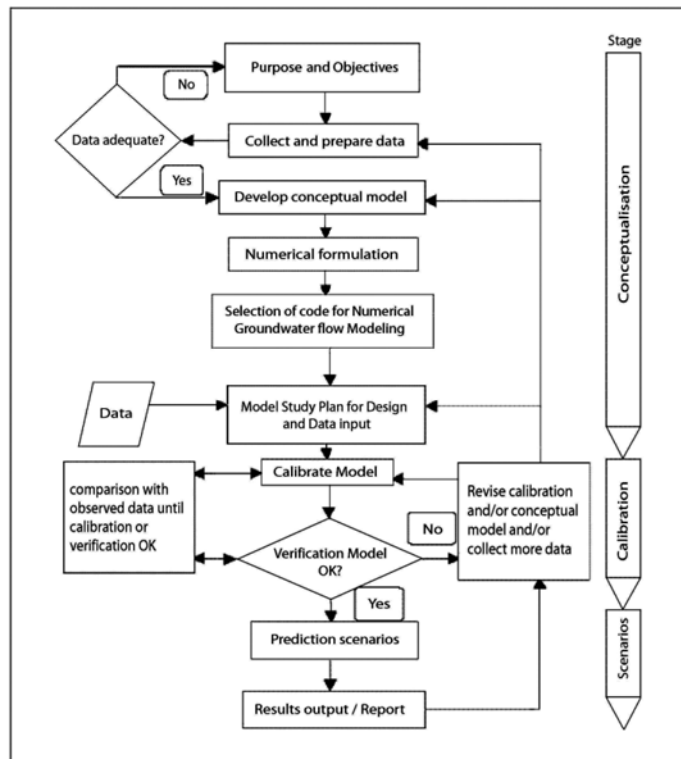 Stage
Purpose and Objectives
No
Data adequate?
Collect and prepare data
Yes
Develop conceptual model
Numerical formulation
Selection of code for Numerical
Groundwater flow Modeling
Conceptualisation
Data
Model Study Plan for Design
and Data input
Calibrate Model
comparison with
observed data until
calibration or
verification OK
Revise calibration
and/or conceptual
model and/or
collect more data
No
Verification Model
OK?
Calibration
Yes
Prediction scenarios
Results output / Report
Scenarios